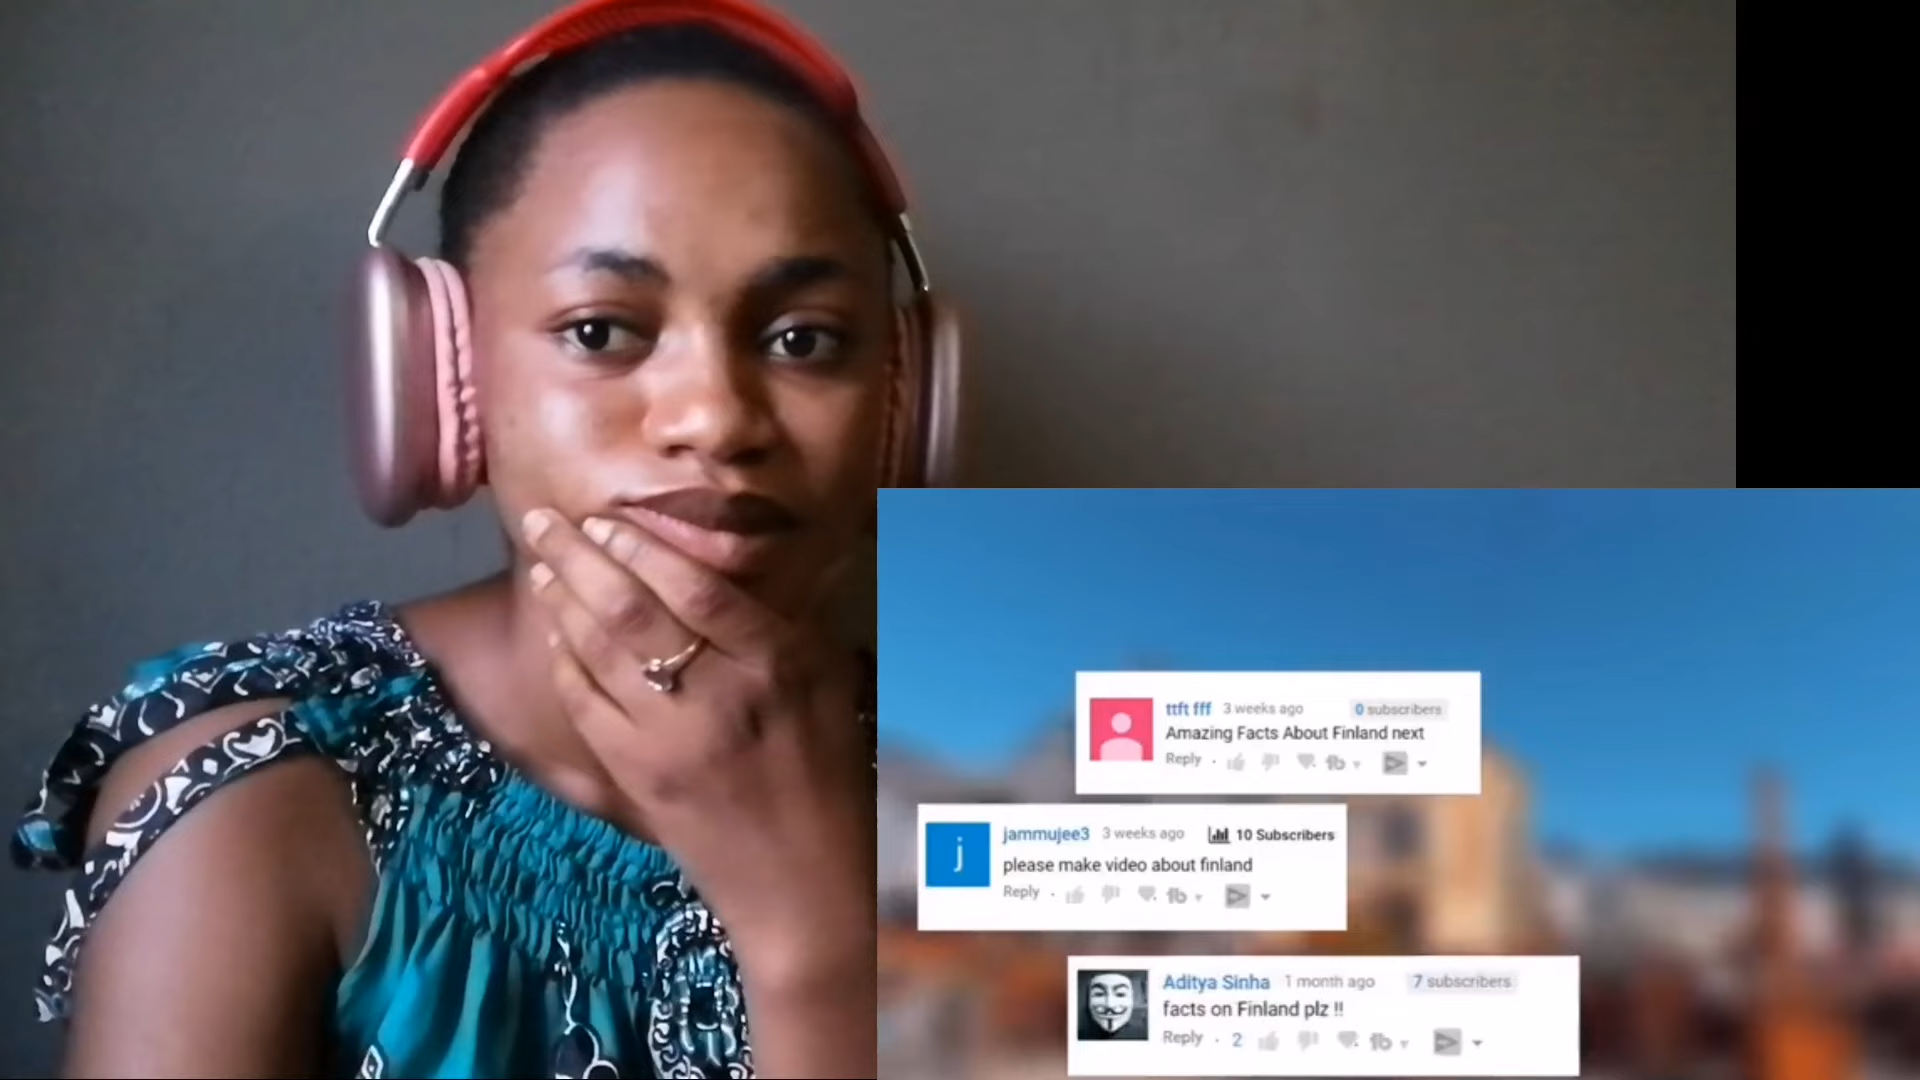 ttft fff 3 weeks ago 0 subscribers
Amazing Facts About Finland next
Reply
j
jammujee3 3 weeks ago 10 Subscribers
please make video about finland
Reply
Aditya Sinha 1 month ago 7 subscribers
facts on Finland plz !!
Reply 2